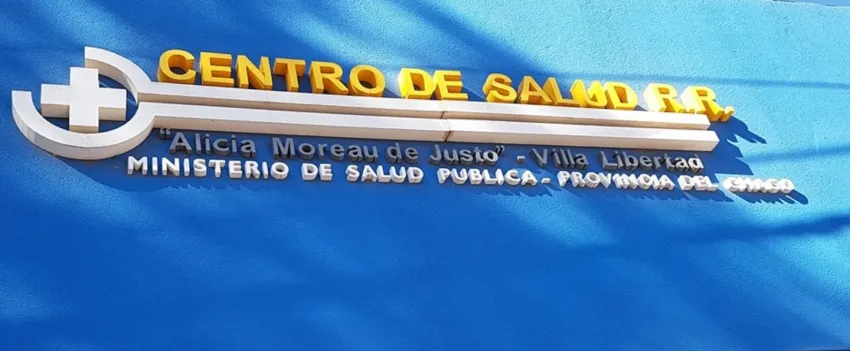 CENTRO DE SALUD R.R.
"Alicia Moreau de Justo" - Villa Libertad
MINISTERIO DE SALUD PUBLICA - PROVINCIA DEL CHACO